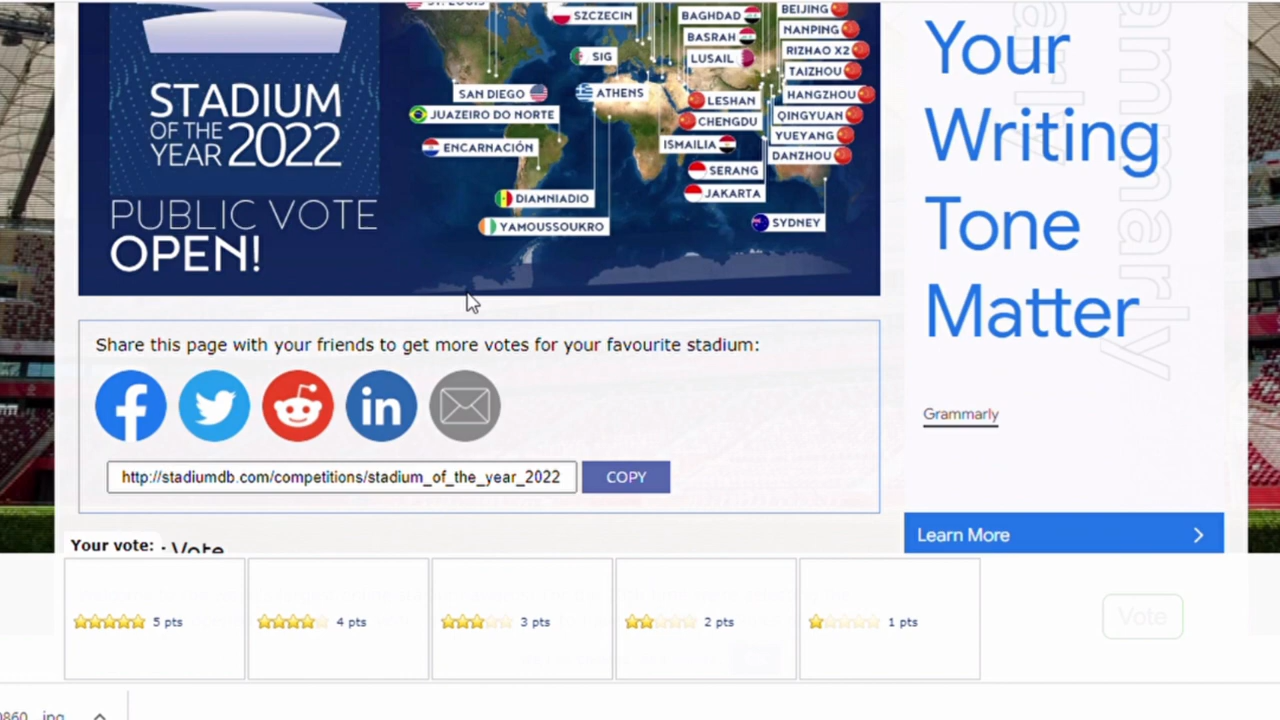 ST. LOUIS
SZCZECIN
BAGHDAD
BEIJING
NANPING
BASRAH
RIZHAO X2
SIG
LUSAIL
TAIZHOU
SAN DIEGO
ATHENS
HANGZHOU
LESHAN
JUAZEIRO DO NORTE
QINGYUAN
CHENGDU
YUEYANG
ENCARNACIÓN
ISMAILIA
DANZHOU
SERANG
DIAMNIADIO
JAKARTA
YAMOUSSOUKRO
SYDNEY
STADIUM
OF THE
YEAR 2022
PUBLIC VOTE
OPEN!
Your
Writing
Tone
Matter
Grammarly
Learn More
Share this page with your friends to get more votes for your favourite stadium:
http://stadiumdb.com/competitions/stadium_of_the_year_2022 COPY
Your vote: Vote
5 pts 4 pts 3 pts 2 pts 1 pts Vote